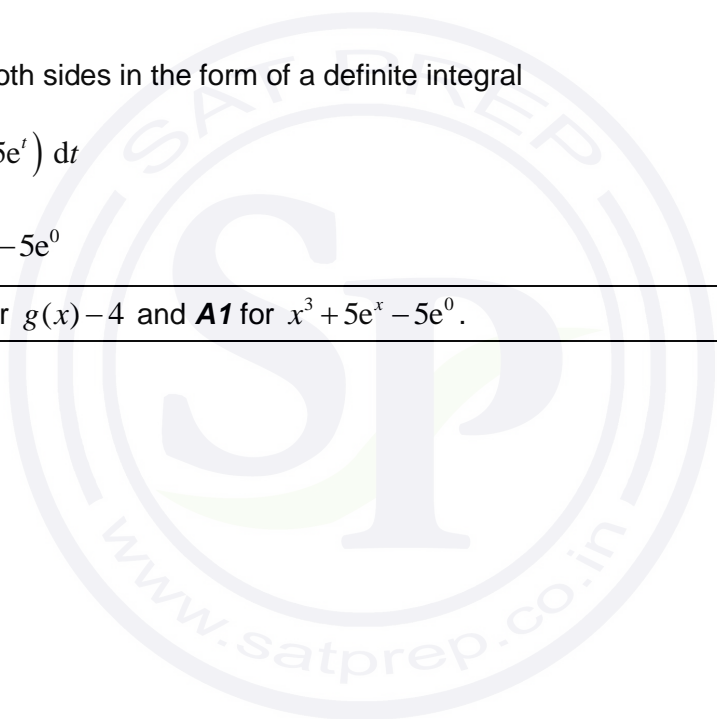 oth sides in the form of a definite integral
5e^t ) dt
−5e^0
r g(x)−4 and A1 for x^3+5e^x−5e^0.
SAT PREP
SP
www.satprep.co.in